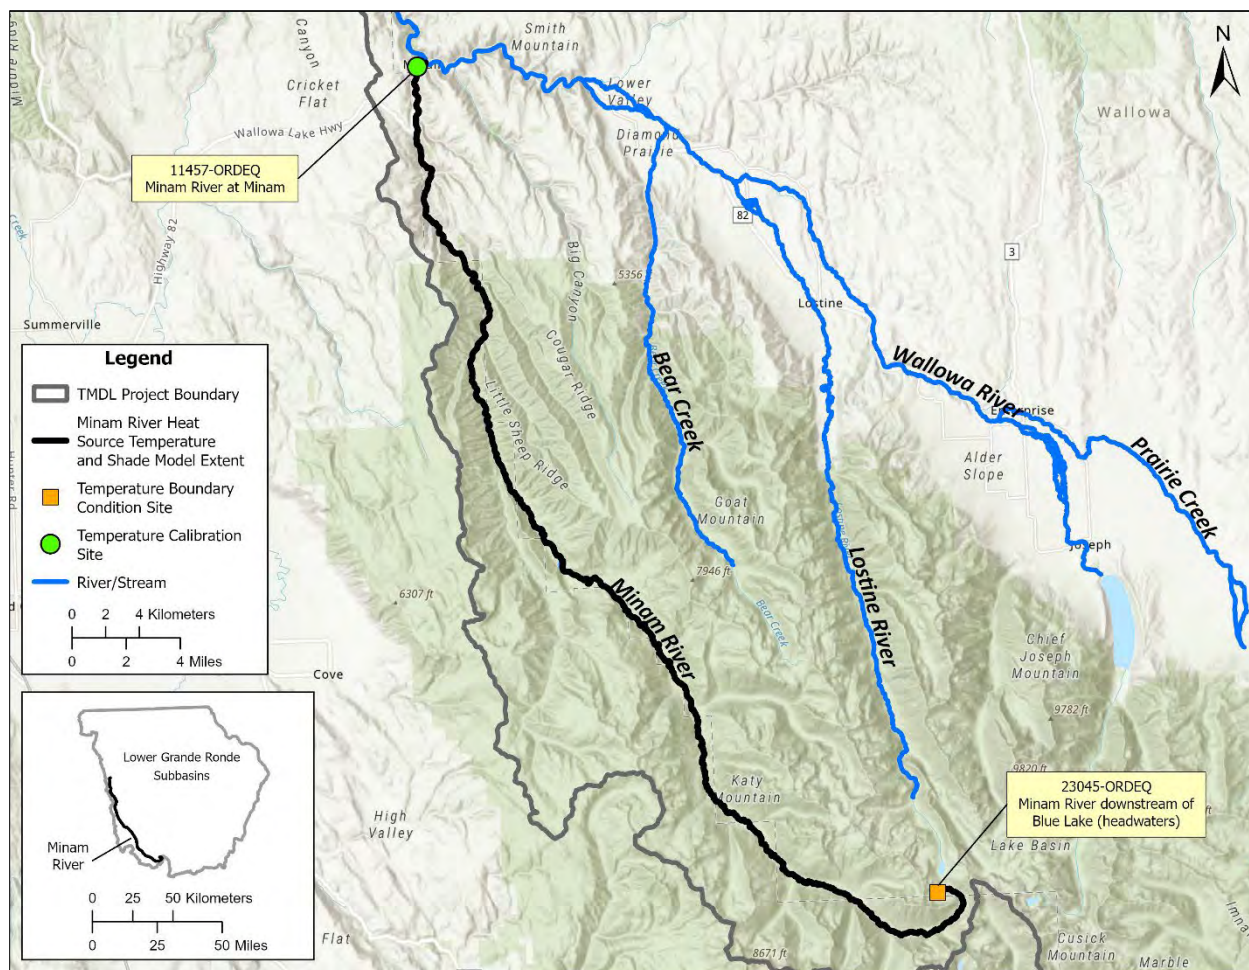 Canyon
Smith
Mountain
N
Cricket
Flat
Lower
Valley
Wallowa
Wallowa Lake Hwy
Diamond
Prairie
11457-ORDEQ
Minam River at Minam
82
Highway 82
Creek
3
Big Canyon
5356
Lostine
Summerville
Legend
TMDL Project Boundary
Minam River Heat
Source Temperature
and Shade Model Extent
Temperature Boundary
Condition Site
Temperature Calibration
Site
River/Stream
0 2 4 Kilometers
0 2 4 Miles
Cougar Ridge
Little Sheep Ridge
Bear Creek
Wallowa River
Enterprise
Prairie Creek
Alder
Slope
Goat
Mountain
Joseph
Lostine River
7946 ft
6307 ft
Bear Creek
Minam River
Chief
Joseph
Mountain
Cove
9782 ft
9820 ft
Lower Grande Ronde
Subbasins
Minam
River
0 25 50 Kilometers
0 25 50 Miles
Katy
Mountain
High
Valley
23045-ORDEQ
Minam River downstream of
Blue Lake (headwaters)
Lake Basin
Flat
8671 ft
Cusick
Mountain
Marble